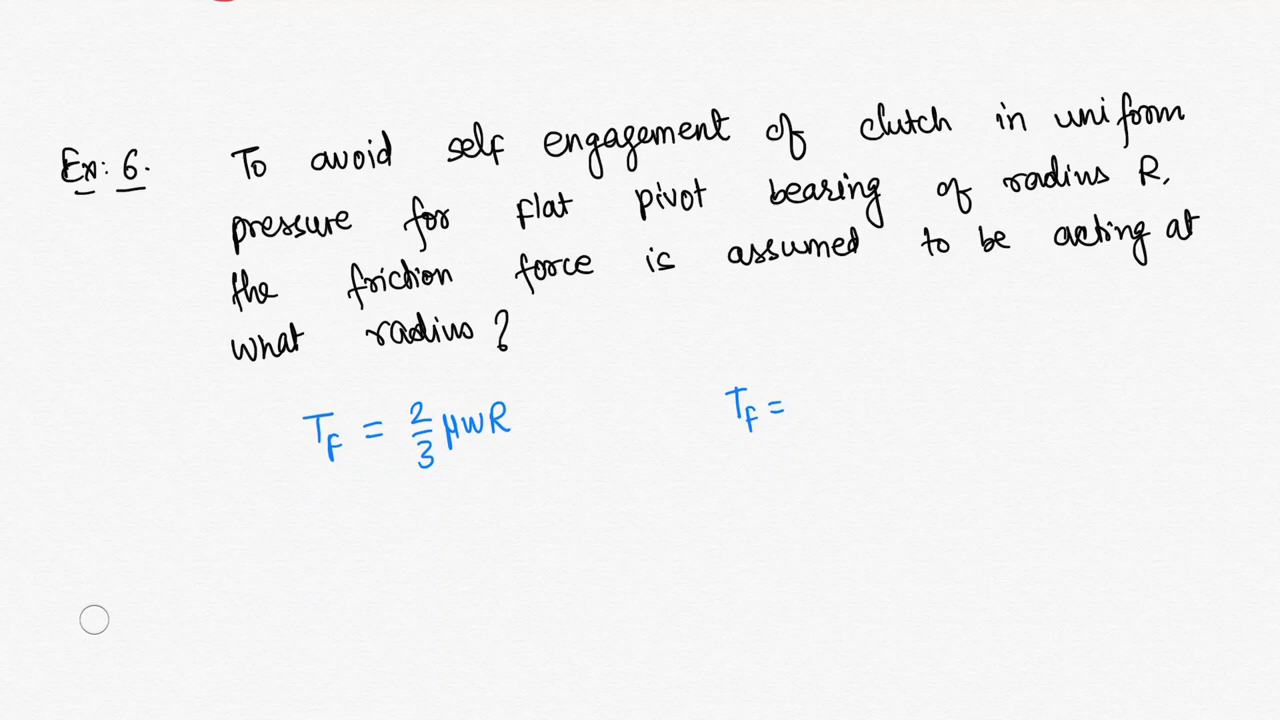 Ex: 6. To avoid self engagement of clutch in uniform
pressure for flat pivot bearing of radius R,
the friction force is assumed to be acting at
what radius?
T_F = 2/3 μWR T_F =